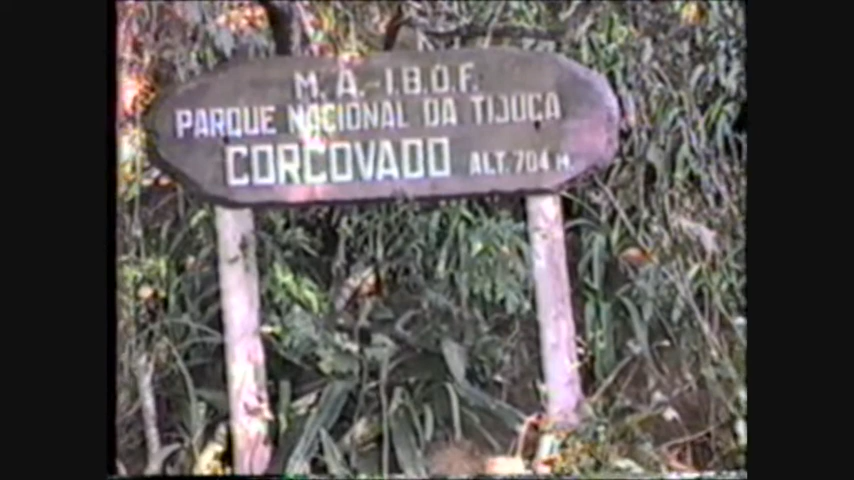 M. A. - I.B.D.F.
PARQUE NACIONAL DA TIJUCA
CORCOVADO ALT. 704 M.